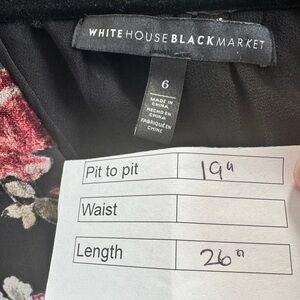 WHITE HOUSE BLACK MARKET
6
MADE IN
CHINA
HECHO EN
CHINA
FABRIQUÉ EN
CHINE
Pit to pit 19"
Waist
Length 26"